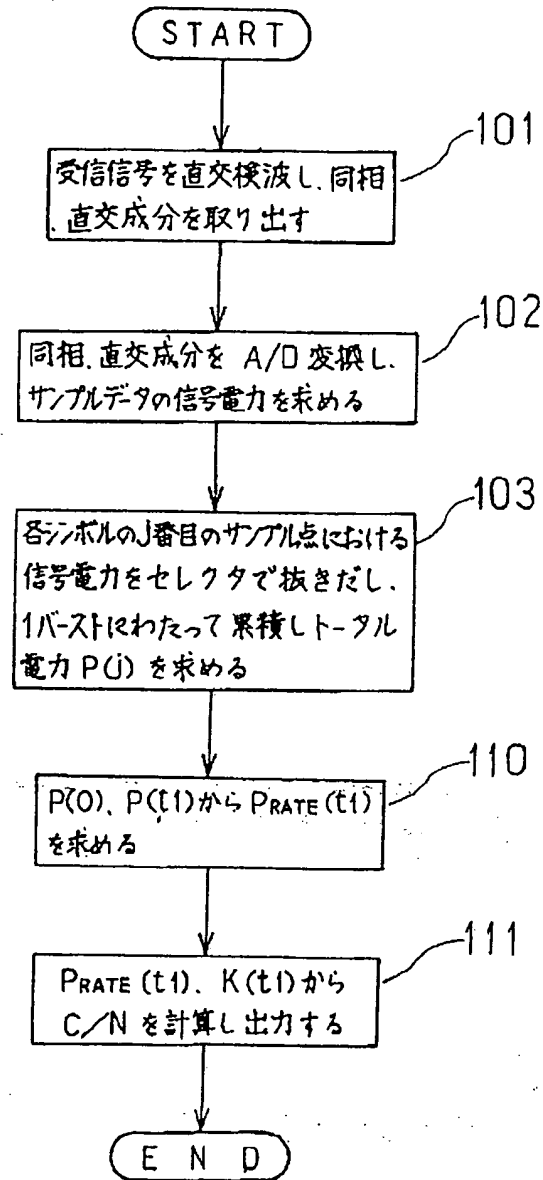 START
101
受信信号を直交検波し、同相
、直交成分を取り出す
102
同相、直交成分を A/D 変換し、
サンプルデータの信号電力を求める
103
各シンボルのj番目のサンプル点における
信号電力をセレクタで抜きだし、
1バーストにわたって累積しトータル
電力 P(j) を求める
110
P(0)、P(t1)から PRATE(t1)
を求める
111
PRATE(t1)、K(t1)から
C/N を計算し出力する
END